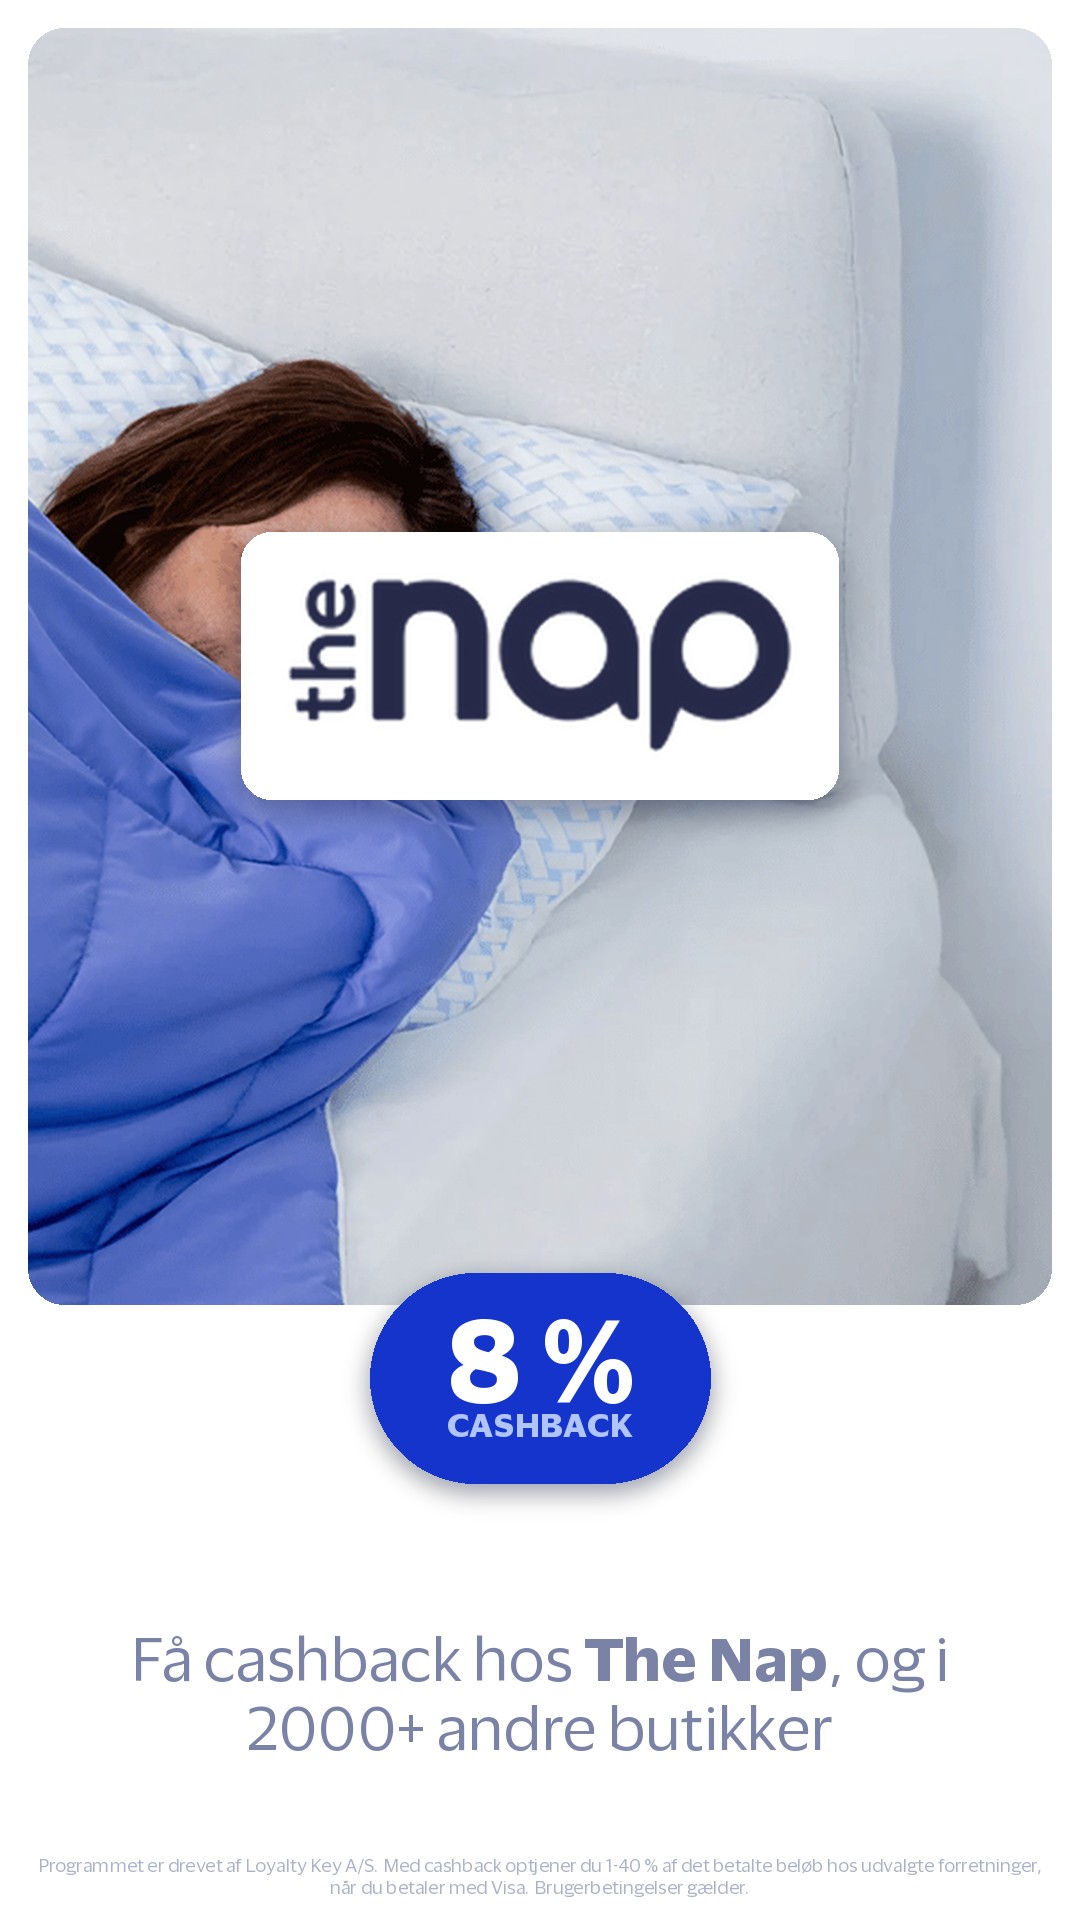 the nap
8 %
CASHBACK
Få cashback hos The Nap, og i
2000+ andre butikker
Programmet er drevet af Loyalty Key A/S. Med cashback optjener du 1-40 % af det betalte beløb hos udvalgte forretninger,
når du betaler med Visa. Brugerbetingelser gælder.